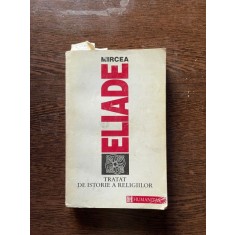 MIRCEA
ELIADE
TRATAT
DE ISTORIE A RELIGIILOR
HUMANITAS